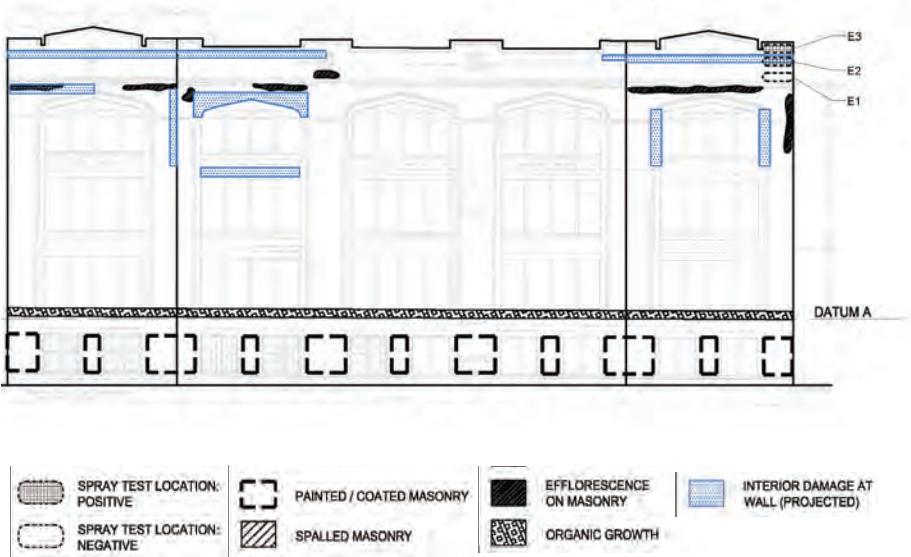 E3
E2
E1
DATUM A
SPRAY TEST LOCATION:
POSITIVE
SPRAY TEST LOCATION:
NEGATIVE
PAINTED / COATED MASONRY
SPALLED MASONRY
EFFLORESCENCE
ON MASONRY
ORGANIC GROWTH
INTERIOR DAMAGE AT
WALL (PROJECTED)